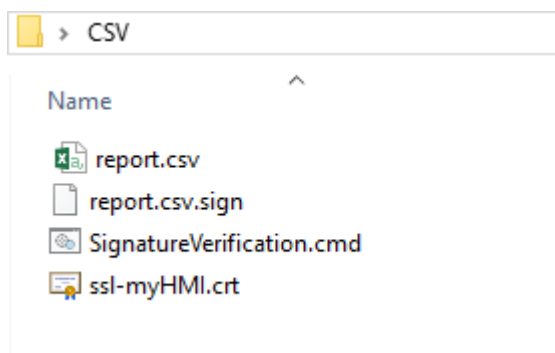 CSV
Name
report.csv
report.csv.sign
SignatureVerification.cmd
ssl-myHMI.crt